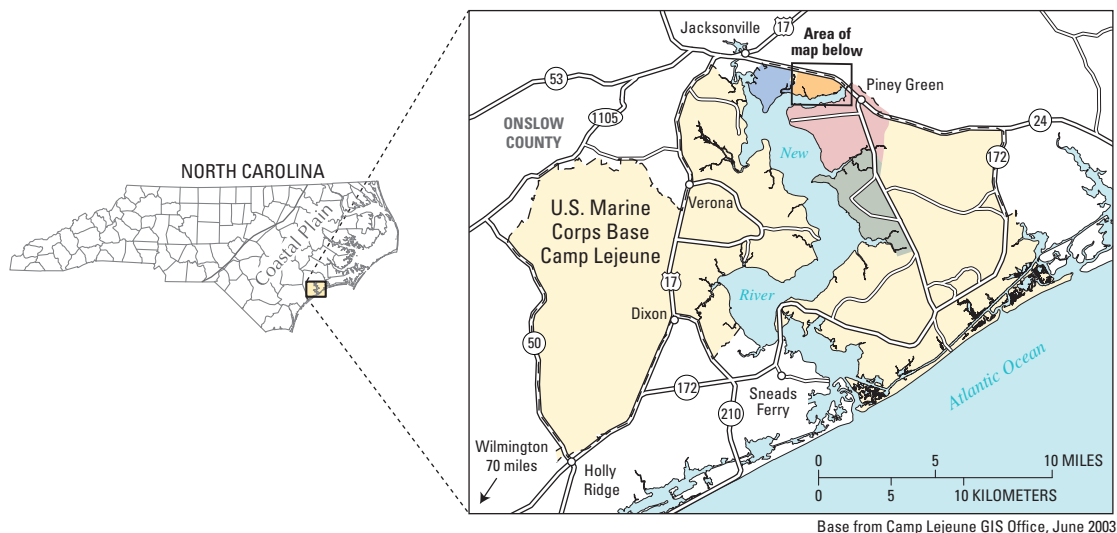 NORTH CAROLINA
Coastal Plain
Jacksonville
17
Area of
map below
53
Piney Green
1105
ONSLOW
COUNTY
24
172
New
Verona
U.S. Marine
Corps Base
Camp Lejeune
17
River
Dixon
50
172
Sneads
Ferry
210
Atlantic Ocean
Wilmington
70 miles
Holly
Ridge
0 5 10 MILES
0 5 10 KILOMETERS
Base from Camp Lejeune GIS Office, June 2003